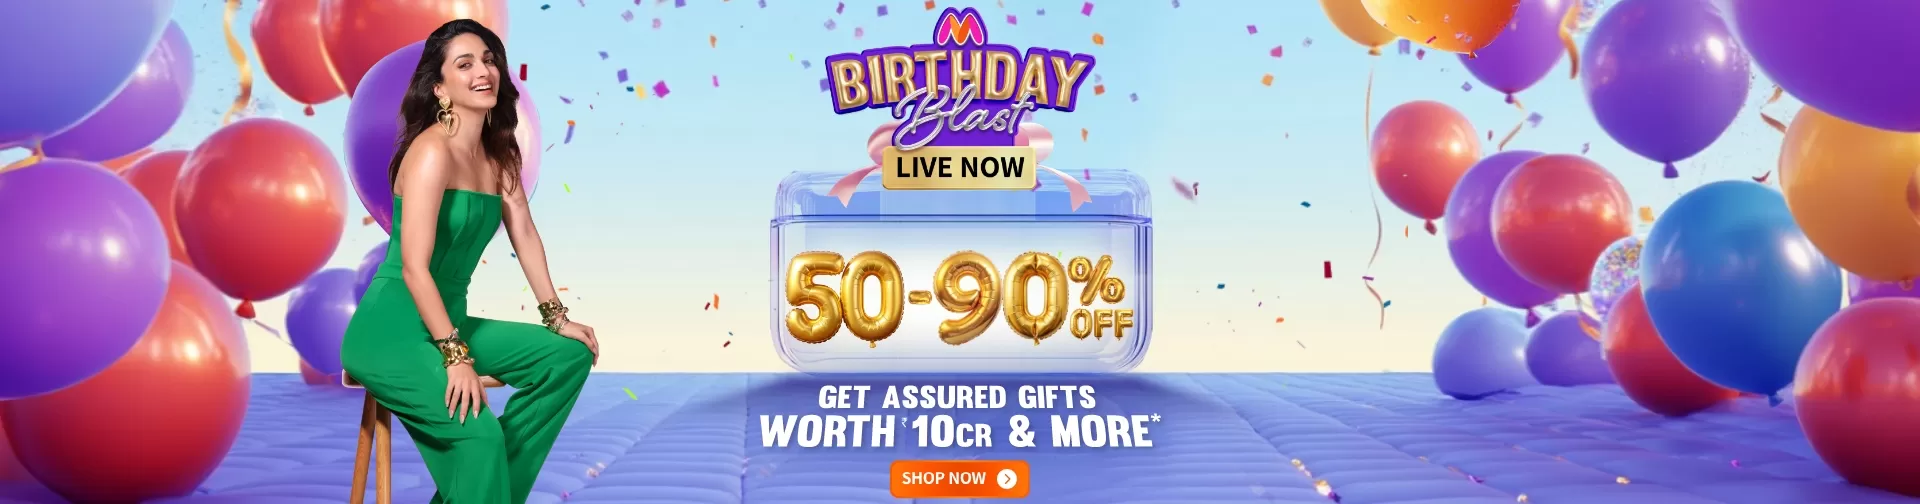 BIRTHDAY
Blast
LIVE NOW
50-90% OFF
GET ASSURED GIFTS
WORTH ₹10CR & MORE*
SHOP NOW